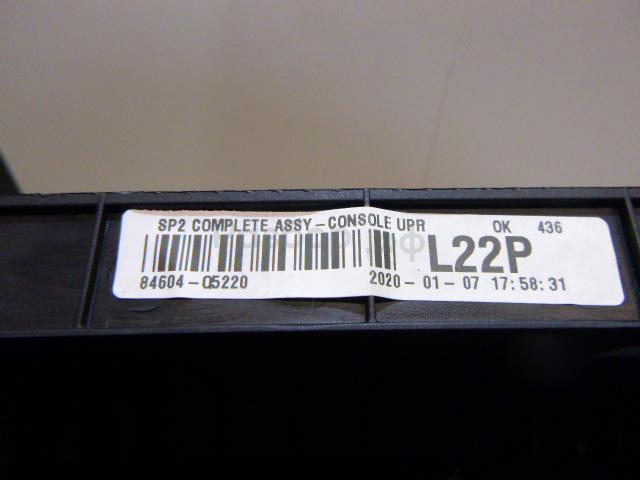 SP2 COMPLETE ASSY-CONSOLE UPR OK 436
L22P
84604-Q5220 2020-01-07 17:58:31